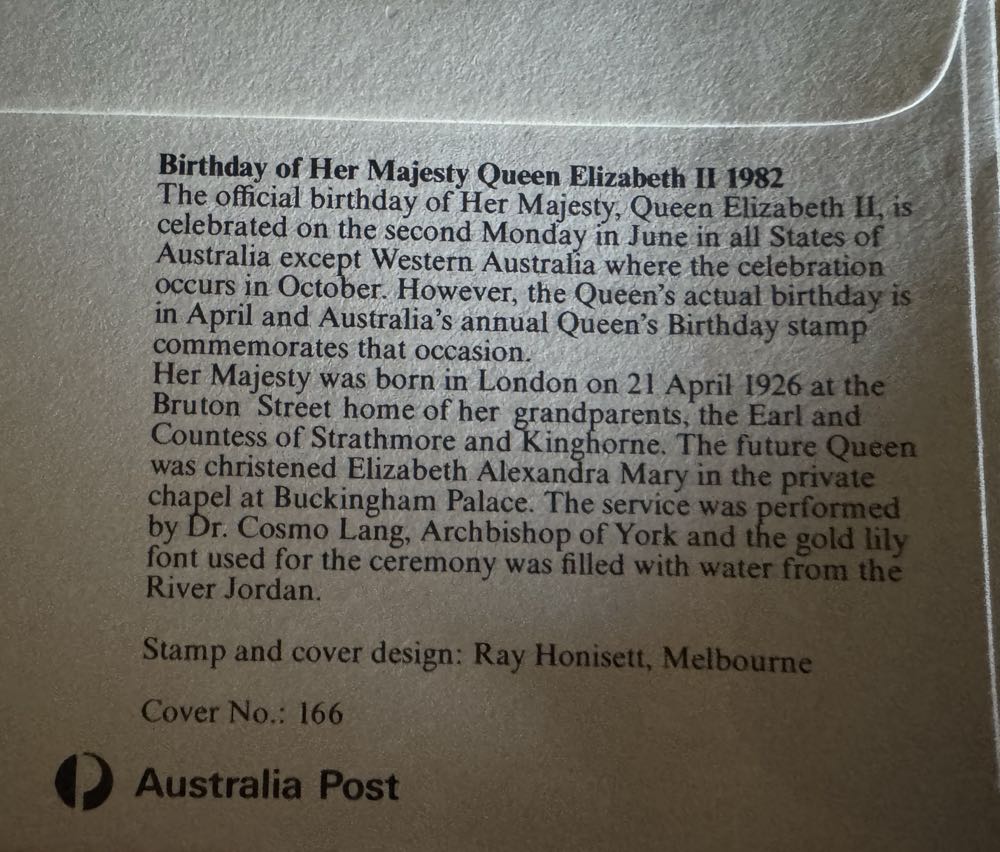 Birthday of Her Majesty Queen Elizabeth II 1982
The official birthday of Her Majesty, Queen Elizabeth II, is
celebrated on the second Monday in June in all States of
Australia except Western Australia where the celebration
occurs in October. However, the Queen's actual birthday is
in April and Australia's annual Queen's Birthday stamp
commemorates that occasion.
Her Majesty was born in London on 21 April 1926 at the
Bruton Street home of her grandparents, the Earl and
Countess of Strathmore and Kinghorne. The future Queen
was christened Elizabeth Alexandra Mary in the private
chapel at Buckingham Palace. The service was performed
by Dr. Cosmo Lang, Archbishop of York and the gold lily
font used for the ceremony was filled with water from the
River Jordan.
Stamp and cover design: Ray Honisett, Melbourne
Cover No.: 166
Australia Post